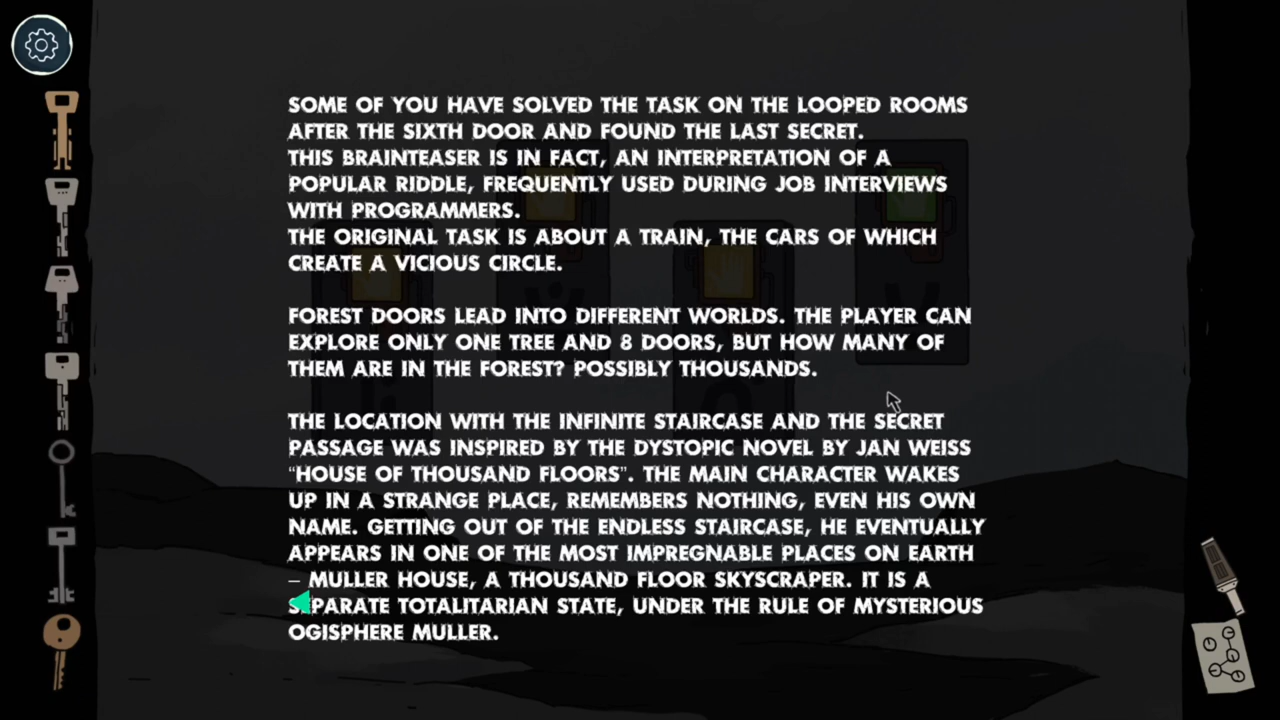 SOME OF YOU HAVE SOLVED THE TASK ON THE LOOPED ROOMS
AFTER THE SIXTH DOOR AND FOUND THE LAST SECRET.
THIS BRAINTEASER IS IN FACT, AN INTERPRETATION OF A
POPULAR RIDDLE, FREQUENTLY USED DURING JOB INTERVIEWS
WITH PROGRAMMERS.
THE ORIGINAL TASK IS ABOUT A TRAIN, THE CARS OF WHICH
CREATE A VICIOUS CIRCLE.
FOREST DOORS LEAD INTO DIFFERENT WORLDS. THE PLAYER CAN
EXPLORE ONLY ONE TREE AND 8 DOORS, BUT HOW MANY OF
THEM ARE IN THE FOREST? POSSIBLY THOUSANDS.
THE LOCATION WITH THE INFINITE STAIRCASE AND THE SECRET
PASSAGE WAS INSPIRED BY THE DYSTOPIC NOVEL BY JAN WEISS
“HOUSE OF THOUSAND FLOORS”. THE MAIN CHARACTER WAKES
UP IN A STRANGE PLACE, REMEMBERS NOTHING, EVEN HIS OWN
NAME. GETTING OUT OF THE ENDLESS STAIRCASE, HE EVENTUALLY
APPEARS IN ONE OF THE MOST IMPREGNABLE PLACES ON EARTH
– MULLER HOUSE, A THOUSAND FLOOR SKYSCRAPER. IT IS A
SEPARATE TOTALITARIAN STATE, UNDER THE RULE OF MYSTERIOUS
OGISPHERE MULLER.